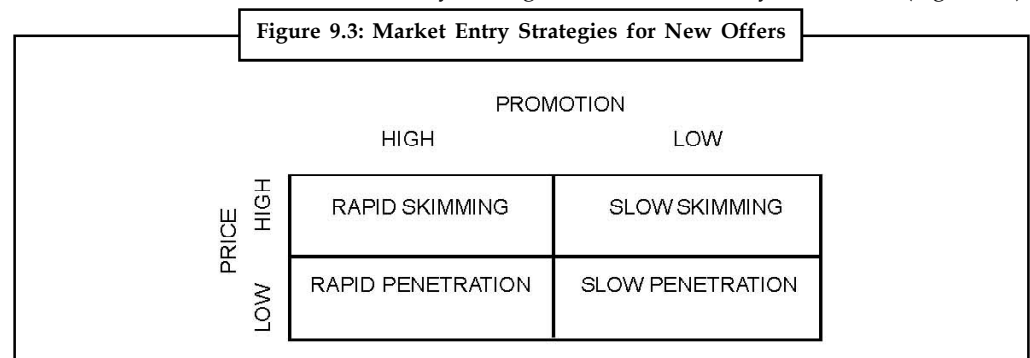 Figure 9.3: Market Entry Strategies for New Offers
PROMOTION
HIGH LOW
PRICE
HIGH
RAPID SKIMMING SLOW SKIMMING
LOW
RAPID PENETRATION SLOW PENETRATION